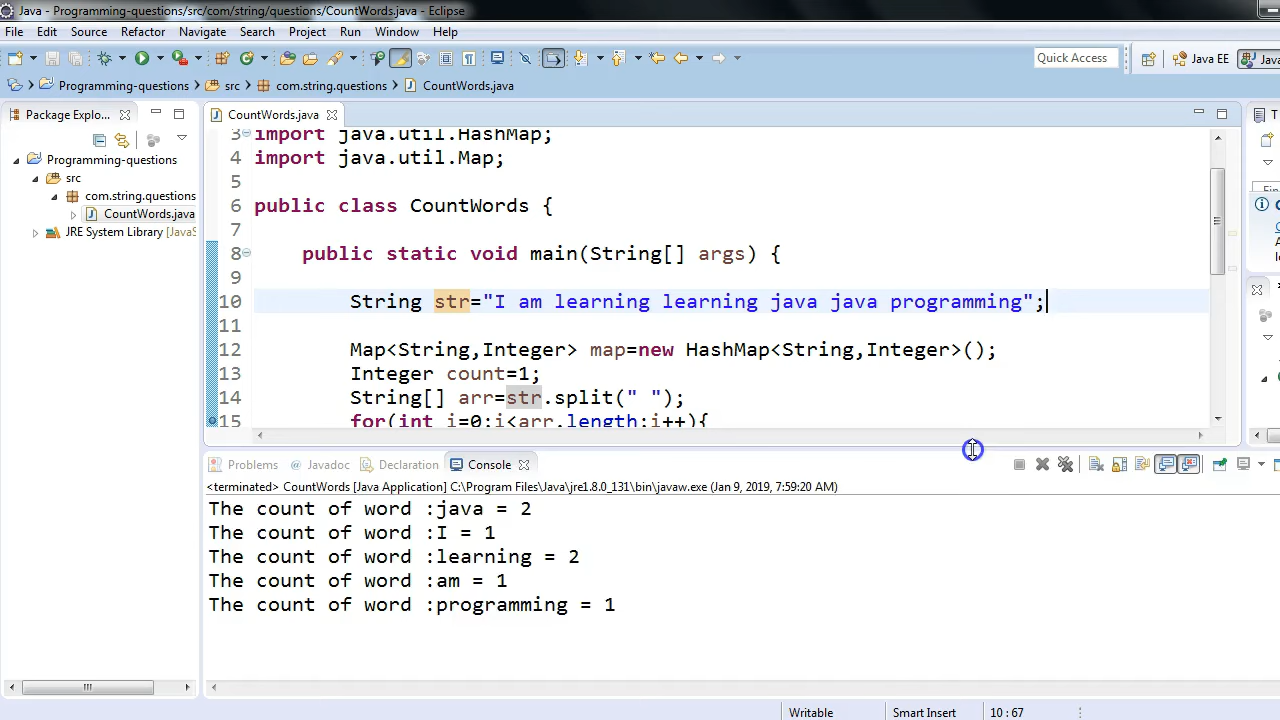 Java - Programming-questions/src/com/string/questions/CountWords.java - Eclipse
File Edit Source Refactor Navigate Search Project Run Window Help
Quick Access
Java EE
Java
Programming-questions src com.string.questions CountWords.java
Package Explo...
CountWords.java
Programming-questions
src
com.string.questions
CountWords.java
JRE System Library [JavaS
3 import java.util.HashMap;
4 import java.util.Map;
5
6 public class CountWords {
7
8 public static void main(String[] args) {
9
10 String str="I am learning learning java java programming";
11
12 Map<String,Integer> map=new HashMap<String,Integer>();
13 Integer count=1;
14 String[] arr=str.split(" ");
15 for(int i=0;i<arr.length;i++){
Problems @ Javadoc Declaration Console
<terminated> CountWords [Java Application] C:\Program Files\Java\jre1.8.0_131\bin\javaw.exe (Jan 9, 2019, 7:59:20 AM)
The count of word :java = 2
The count of word :I = 1
The count of word :learning = 2
The count of word :am = 1
The count of word :programming = 1
Writable Smart Insert 10 : 67